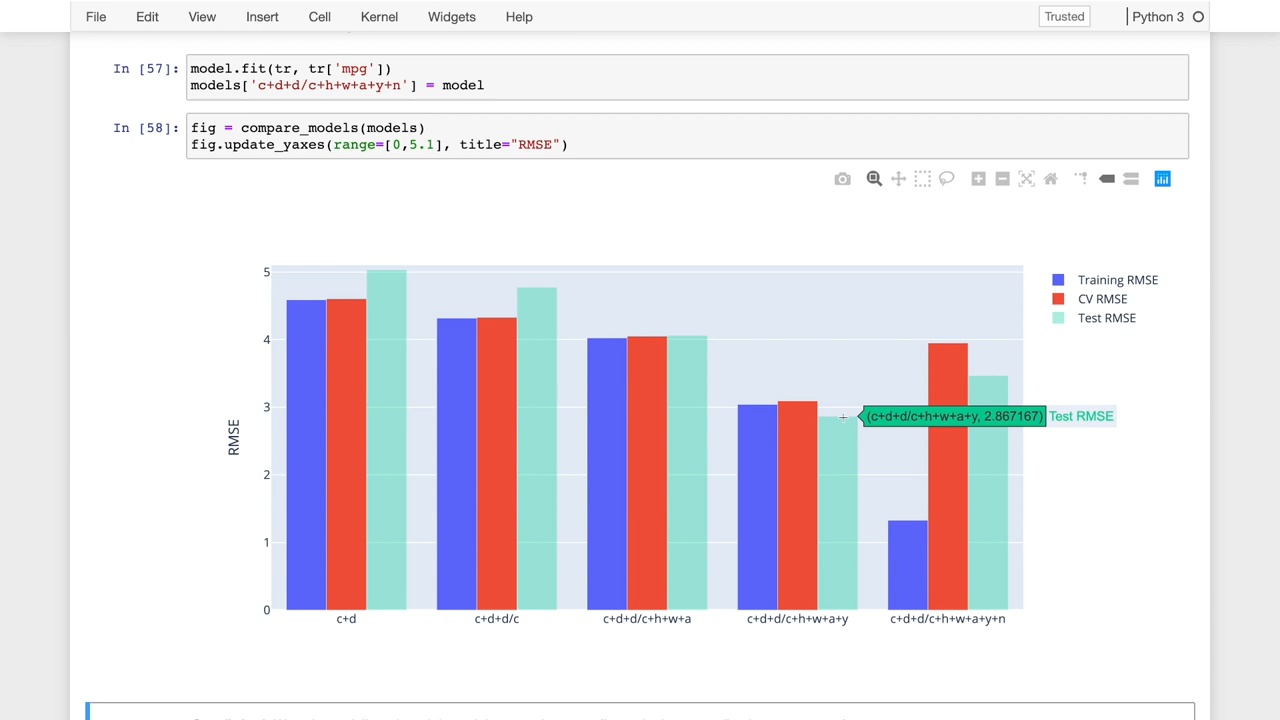 File Edit View Insert Cell Kernel Widgets Help Trusted Python 3
In [57]: model.fit(tr, tr['mpg'])
models['c+d+d/c+h+w+a+y+n'] = model
In [58]: fig = compare_models(models)
fig.update_yaxes(range=[0,5.1], title="RMSE")
5
4
3
2
1
0
RMSE
Training RMSE
CV RMSE
Test RMSE
(c+d+d/c+h+w+a+y, 2.867167) Test RMSE
c+d c+d+d/c c+d+d/c+h+w+a c+d+d/c+h+w+a+y c+d+d/c+h+w+a+y+n